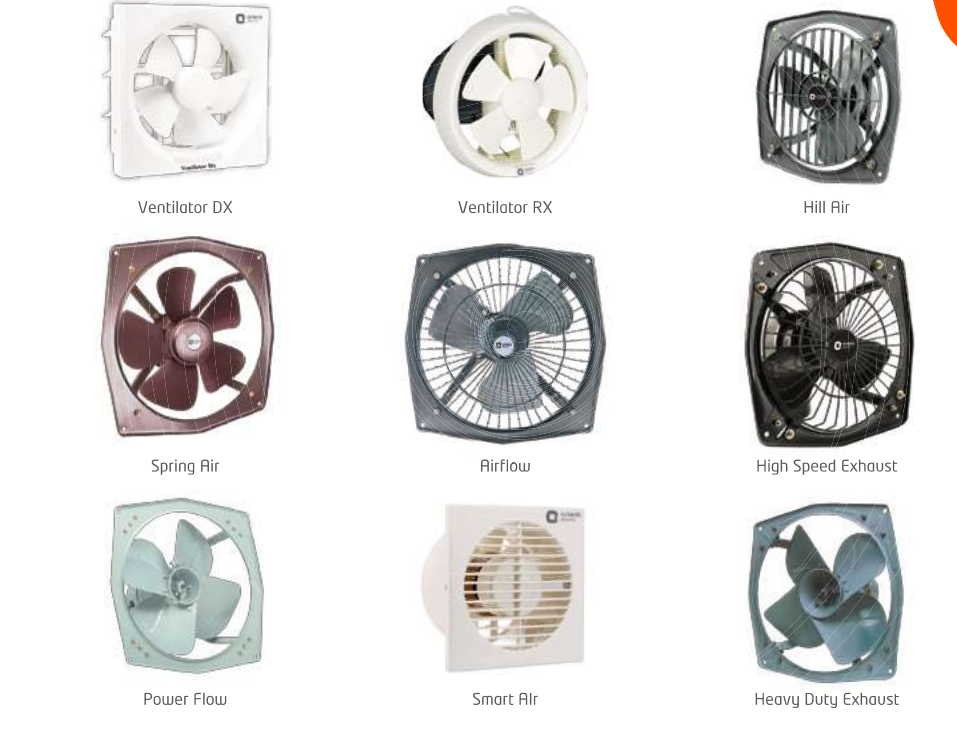 Ventilator DX
Ventilator RX
Hill Air
Spring Air
Airflow
High Speed Exhaust
Power Flow
Smart AIr
Heavy Duty Exhaust